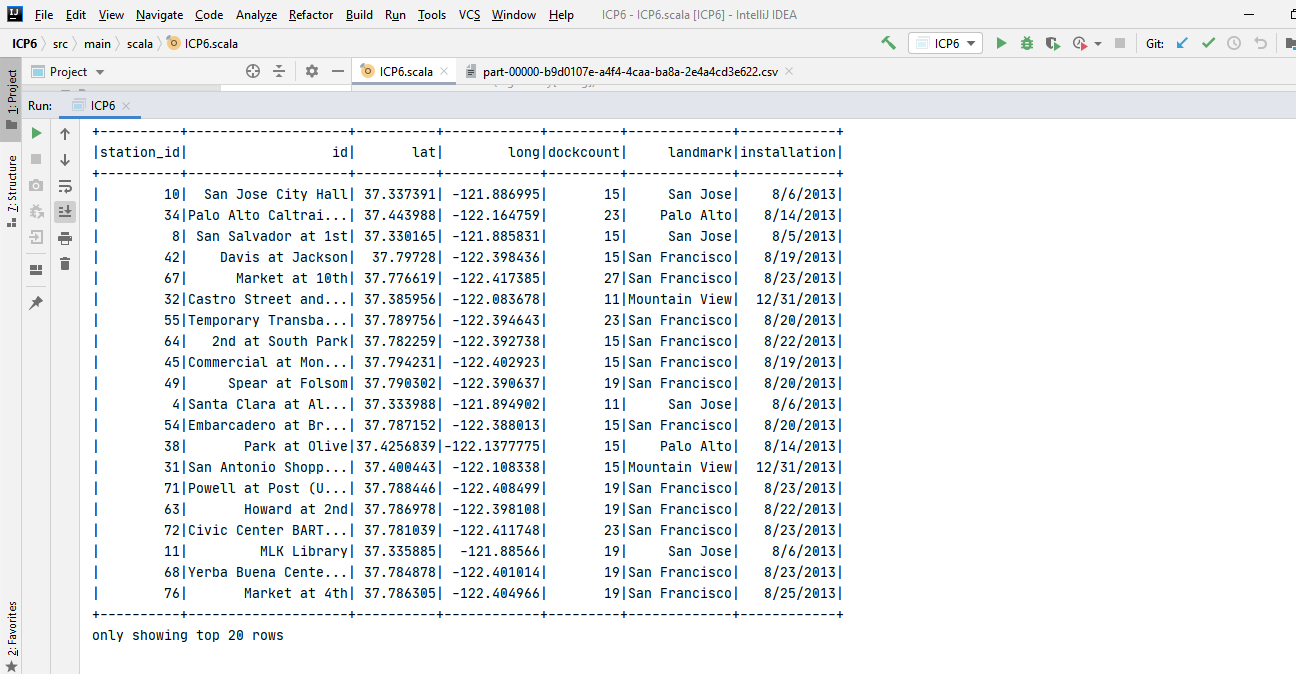 File Edit View Navigate Code Analyze Refactor Build Run Tools VCS Window Help ICP6 - ICP6.scala [ICP6] - IntelliJ IDEA
ICP6 src main scala ICP6.scala ICP6 Git:
Project ICP6.scala part-00000-b9d0107e-a4f4-4caa-ba8a-2e4a4cd3e622.csv
1: Project
7: Structure
2: Favorites
Run: ICP6
+----------+--------------------+----------+------------+---------+-------------+------------+
|station_id|                  id|       lat|        long|dockcount|     landmark|installation|
+----------+--------------------+----------+------------+---------+-------------+------------+
|        10|  San Jose City Hall| 37.337391| -121.886995|       15|     San Jose|    8/6/2013|
|        34|Palo Alto Caltrai...| 37.443988| -122.164759|       23|    Palo Alto|   8/14/2013|
|         8| San Salvador at 1st| 37.330165| -121.885831|       15|     San Jose|    8/5/2013|
|        42|    Davis at Jackson|  37.79728| -122.398436|       15|San Francisco|   8/19/2013|
|        67|      Market at 10th| 37.776619| -122.417385|       27|San Francisco|   8/23/2013|
|        32|Castro Street and...| 37.385956| -122.083678|       11|Mountain View|  12/31/2013|
|        55|Temporary Transba...| 37.789756| -122.394643|       23|San Francisco|   8/20/2013|
|        64|   2nd at South Park| 37.782259| -122.392738|       15|San Francisco|   8/22/2013|
|        45|Commercial at Mon...| 37.794231| -122.402923|       15|San Francisco|   8/19/2013|
|        49|     Spear at Folsom| 37.790302| -122.390637|       19|San Francisco|   8/20/2013|
|         4|Santa Clara at Al...| 37.333988| -121.894902|       11|     San Jose|    8/6/2013|
|        54|Embarcadero at Br...| 37.787152| -122.388013|       15|San Francisco|   8/20/2013|
|        38|       Park at Olive|37.4256839|-122.1377775|       15|    Palo Alto|   8/14/2013|
|        31|San Antonio Shopp...| 37.400443| -122.108338|       15|Mountain View|  12/31/2013|
|        71|Powell at Post (U...| 37.788446| -122.408499|       19|San Francisco|   8/23/2013|
|        63|       Howard at 2nd| 37.786978| -122.398108|       19|San Francisco|   8/22/2013|
|        72|Civic Center BART...| 37.781039| -122.411748|       23|San Francisco|   8/23/2013|
|        11|         MLK Library| 37.335885|  -121.88566|       19|     San Jose|    8/6/2013|
|        68|Yerba Buena Cente...| 37.784878| -122.401014|       19|San Francisco|   8/23/2013|
|        76|       Market at 4th| 37.786305| -122.404966|       19|San Francisco|   8/25/2013|
+----------+--------------------+----------+------------+---------+-------------+------------+
only showing top 20 rows